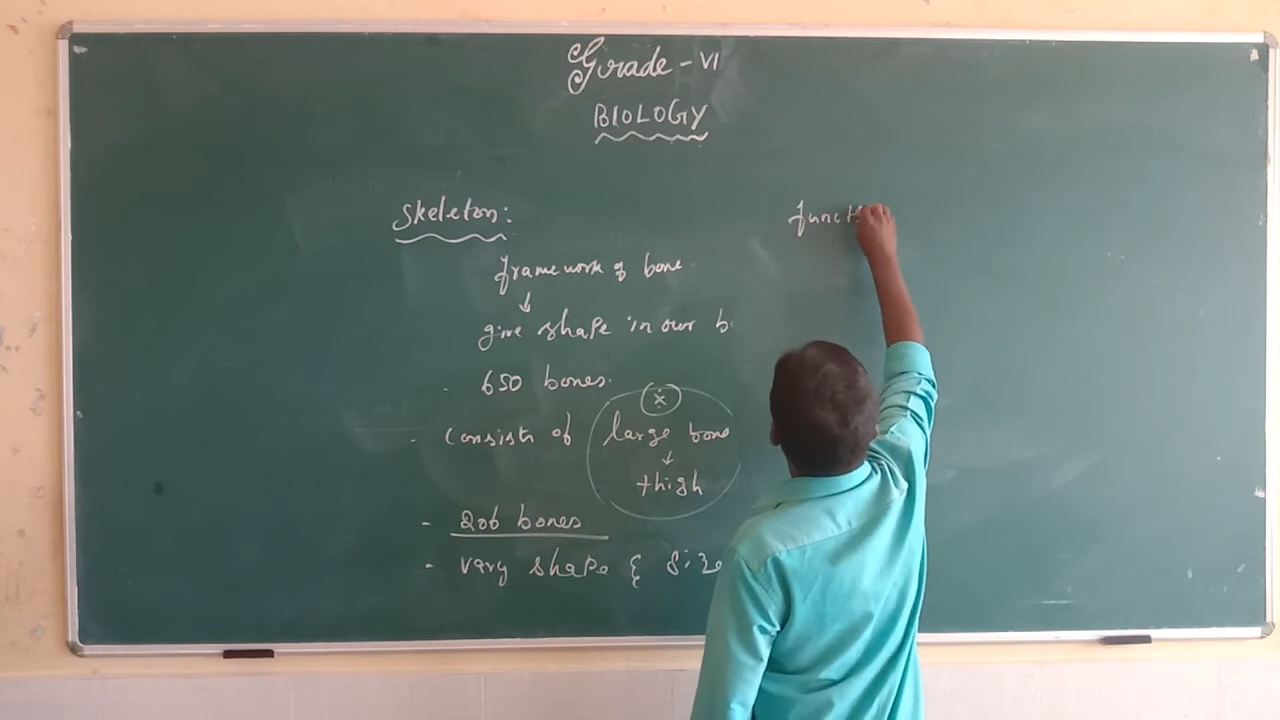 Grade - VI
BIOLOGY
Skeleton:
framework of bone
↓
give shape in our b
- 650 bones.
x
- Consists of large bone
↓
thigh
- 206 bones
- vary shape & size
functi